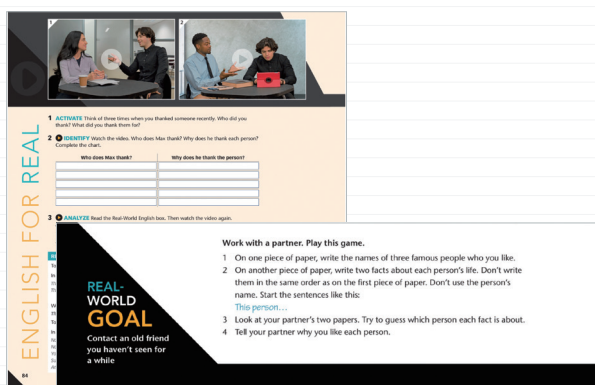 1
2
ENGLISH FOR REAL
1 ACTIVATE Think of three times when you thanked someone recently. Who did you
thank? What did you thank them for?
2 IDENTIFY Watch the video. Who does Max thank? Why does he thank each person?
Complete the chart.
Who does Max thank? Why does he thank the person?
3 ANALYZE Read the Real-World English box. Then watch the video again.
84
REAL-
WORLD
GOAL
Contact an old friend
you haven't seen for
a while
Work with a partner. Play this game.
1 On one piece of paper, write the names of three famous people who you like.
2 On another piece of paper, write two facts about each person's life. Don't write
them in the same order as on the first piece of paper. Don't use the person's
name. Start the sentences like this:
This person...
3 Look at your partner's two papers. Try to guess which person each fact is about.
4 Tell your partner why you like each person.